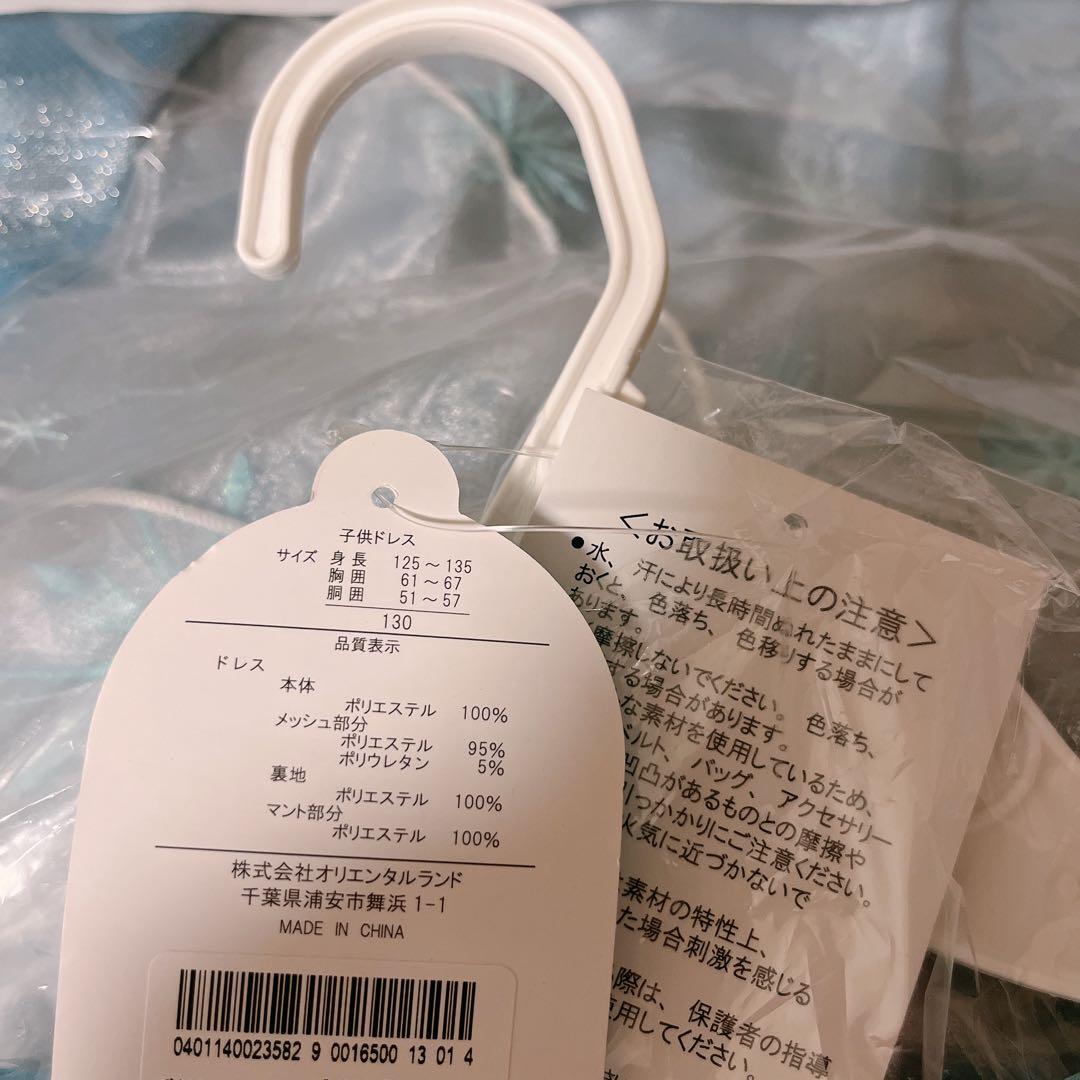 子供ドレス
サイズ 身長 125～135
胸囲 61～67
胴囲 51～57
130
品質表示
ドレス
本体
ポリエステル 100%
メッシュ部分
ポリエステル 95%
ポリウレタン 5%
裏地
ポリエステル 100%
マント部分
ポリエステル 100%
株式会社オリエンタルランド
千葉県浦安市舞浜1-1
MADE IN CHINA
0401140023582 9 0016500 13 01 4
＜お取扱い上の注意＞
●水、汗により長時間ぬれたままにして
おくと。色落ち、色移りする場合が
あります。
摩擦しないでください。色落ち、
する場合があります。
な素材を使用しているため、
ベルト、バッグ、アクセサリー
凹凸があるものとの摩擦や
引っかかりにご注意ください。
火気に近づかないで
素材の特性上、
た場合刺激を感じる
際は、保護者の指導
使用してください。